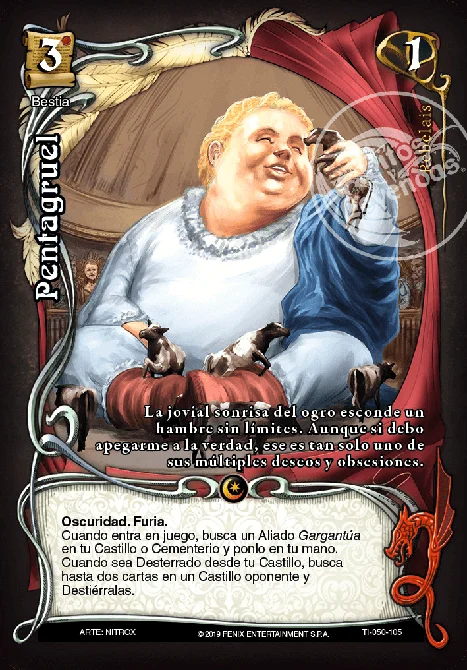 3
1
Bestia
Rabelais
Pentagruel
La jovial sonrisa del ogro esconde un
hambre sin límites. Aunque si debo
apegarme a la verdad, ese es tan solo uno de
sus múltiples deseos y obsesiones.
Oscuridad. Furia.
Cuando entra en juego, busca un Aliado Gargantúa
en tu Castillo o Cementerio y ponlo en tu mano.
Cuando sea Desterrado desde tu Castillo, busca
hasta dos cartas en un Castillo oponente y
Destiérralas.
ARTE: NITROX
© 2019 FENIX ENTERTAINMENT S.P.A.
TI-050-105